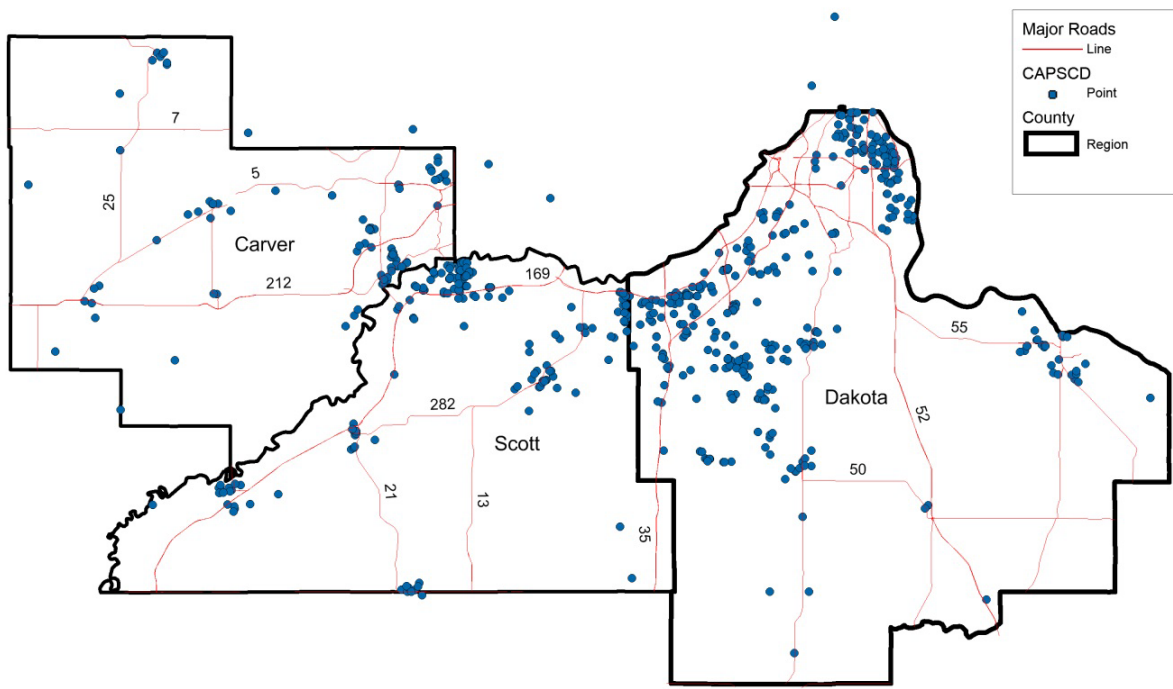 Major Roads
Line
CAPSCD
Point
County
Region
7
5
25
Carver
212
169
55
282
Dakota
52
Scott
50
21
13
35